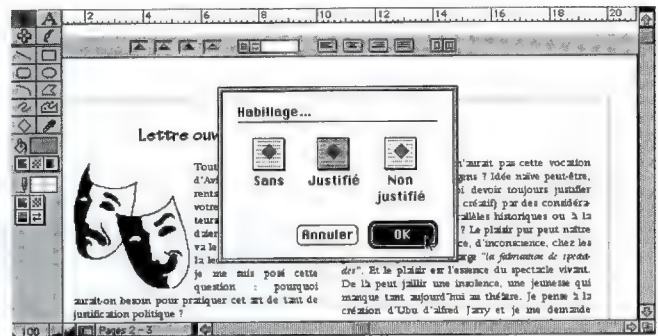 A
2 4 6 8 10 12 14 16 18 20
Habillage...
Sans Justifié Non
justifié
Annuler OK
Lettre ouv
Tout
d'Avi
rents
votre
teurs
daier
va le
la le
je me suis posé cette
question : pourquoi
aurait-on besoin pour pratiquer cet art de tant de
justification politique ?
n'aurait pas cette vocation
gens ? Idée naïve peut-être,
oi devoir toujours justifier
créatif) par des considéra-
rallèles historiques ou à la
? Le plaisir pur peut naître
ce, d'inconscience, chez les
arge "la fabrication de specta-
cles". Et le plaisir est l'essence du spectacle vivant.
De là peut jaillir une insolence, une jeunesse qui
manque tant aujourd'hui au théâtre. Je pense à la
création d'Ubu d'alfred Jarry et je me demande
100 Pages 2 - 3